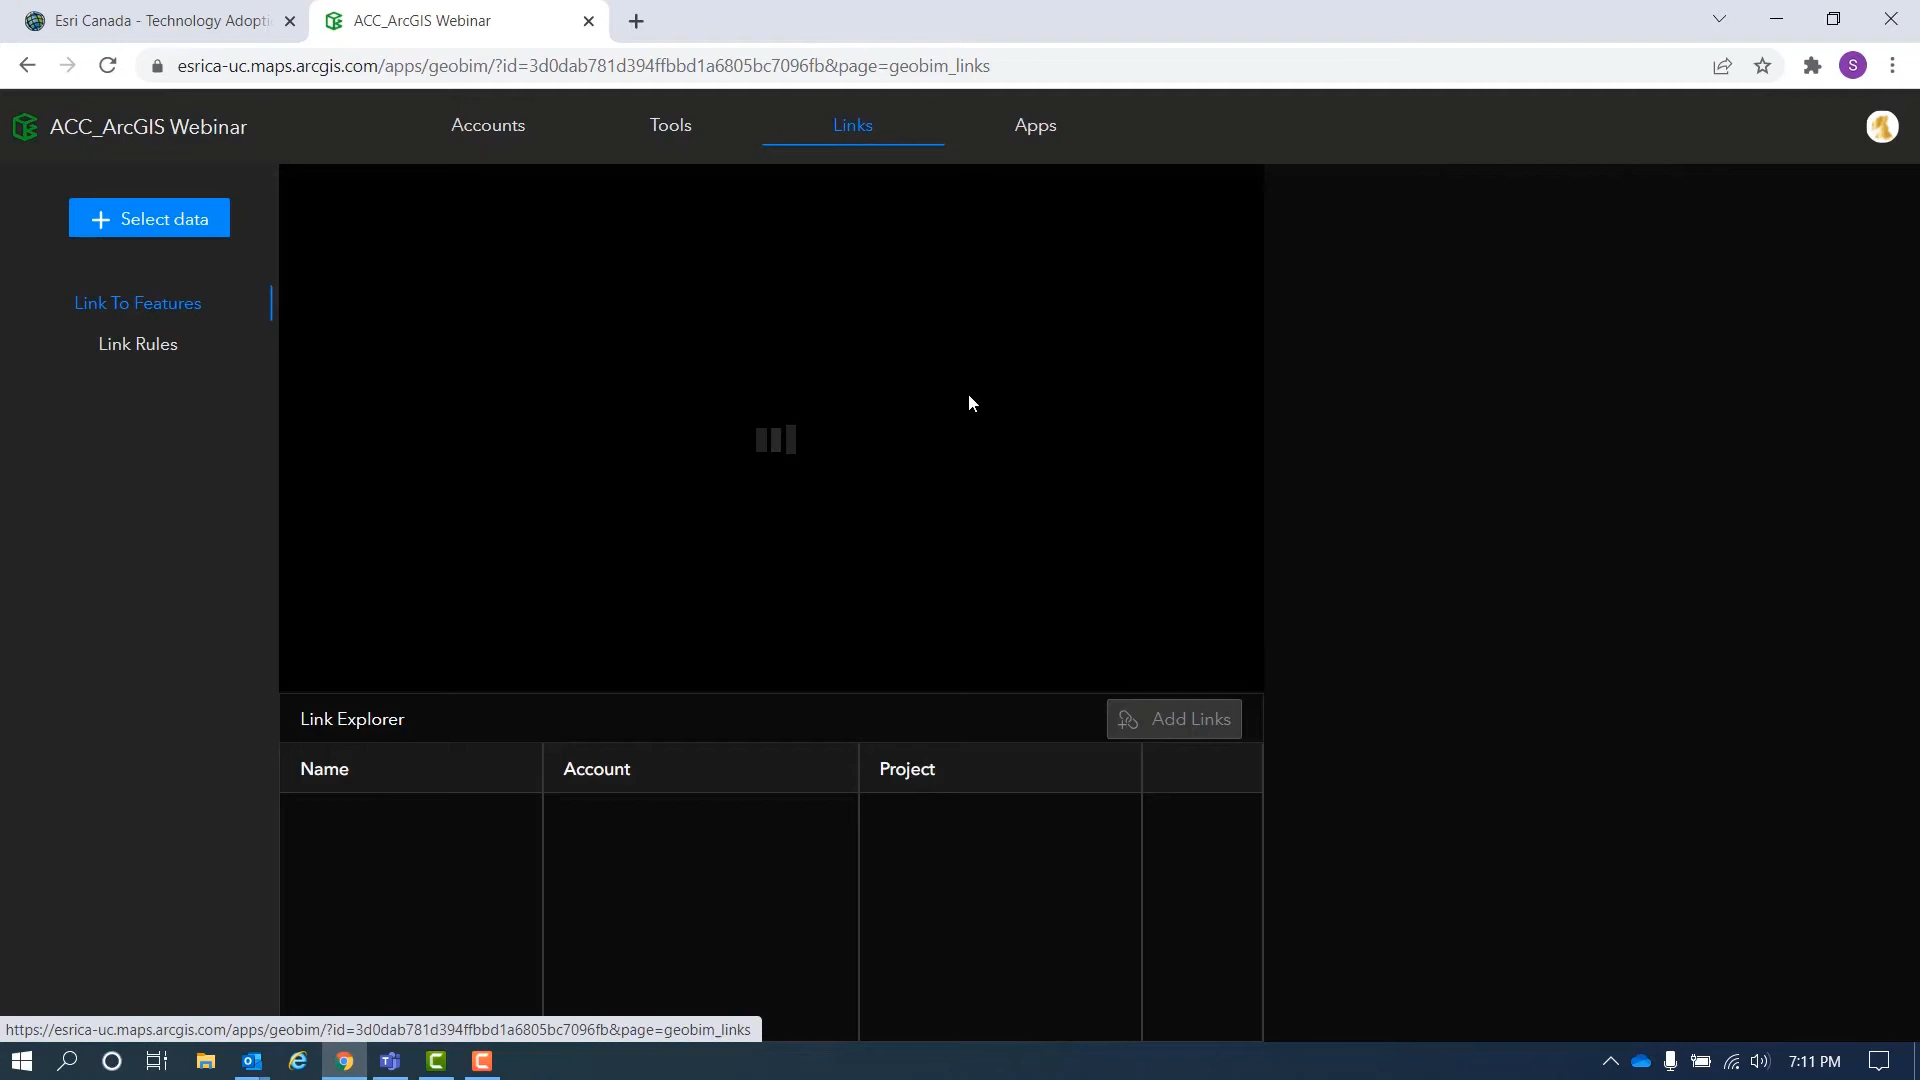 Esri Canada - Technology Adopti
ACC_ArcGIS Webinar
esrica-uc.maps.arcgis.com/apps/geobim/?id=3d0dab781d394ffbbd1a6805bc7096fb&page=geobim_links
S
ACC_ArcGIS Webinar
Accounts
Tools
Links
Apps
Select data
Link To Features
Link Rules
Link Explorer
Add Links
Name
Account
Project
https://esrica-uc.maps.arcgis.com/apps/geobim/?id=3d0dab781d394ffbbd1a6805bc7096fb&page=geobim_links
7:11 PM